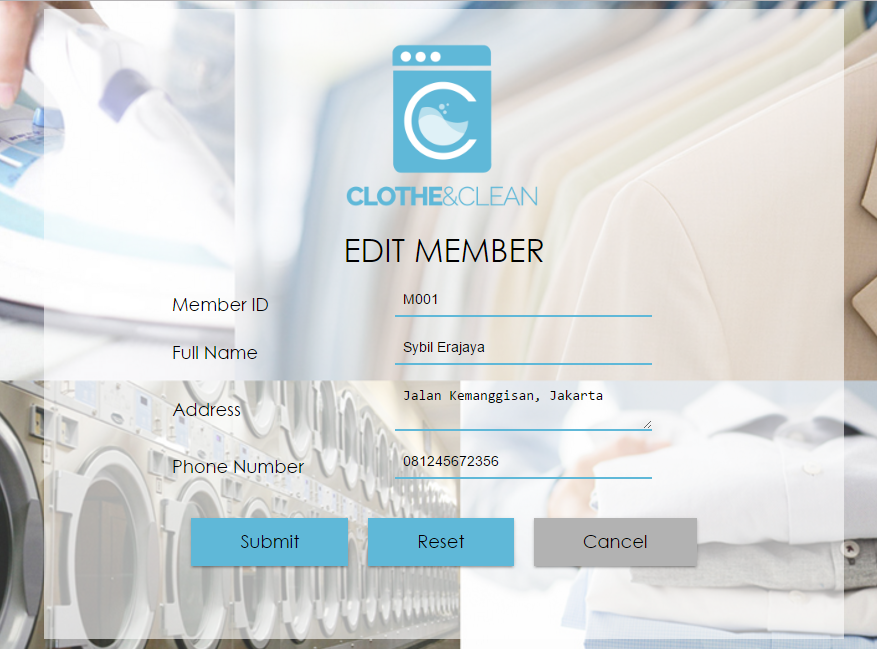 CLOTHE&CLEAN
EDIT MEMBER
Member ID
M001
Full Name
Sybil Erajaya
Address
Jalan Kemanggisan, Jakarta
Phone Number
081245672356
Submit
Reset
Cancel